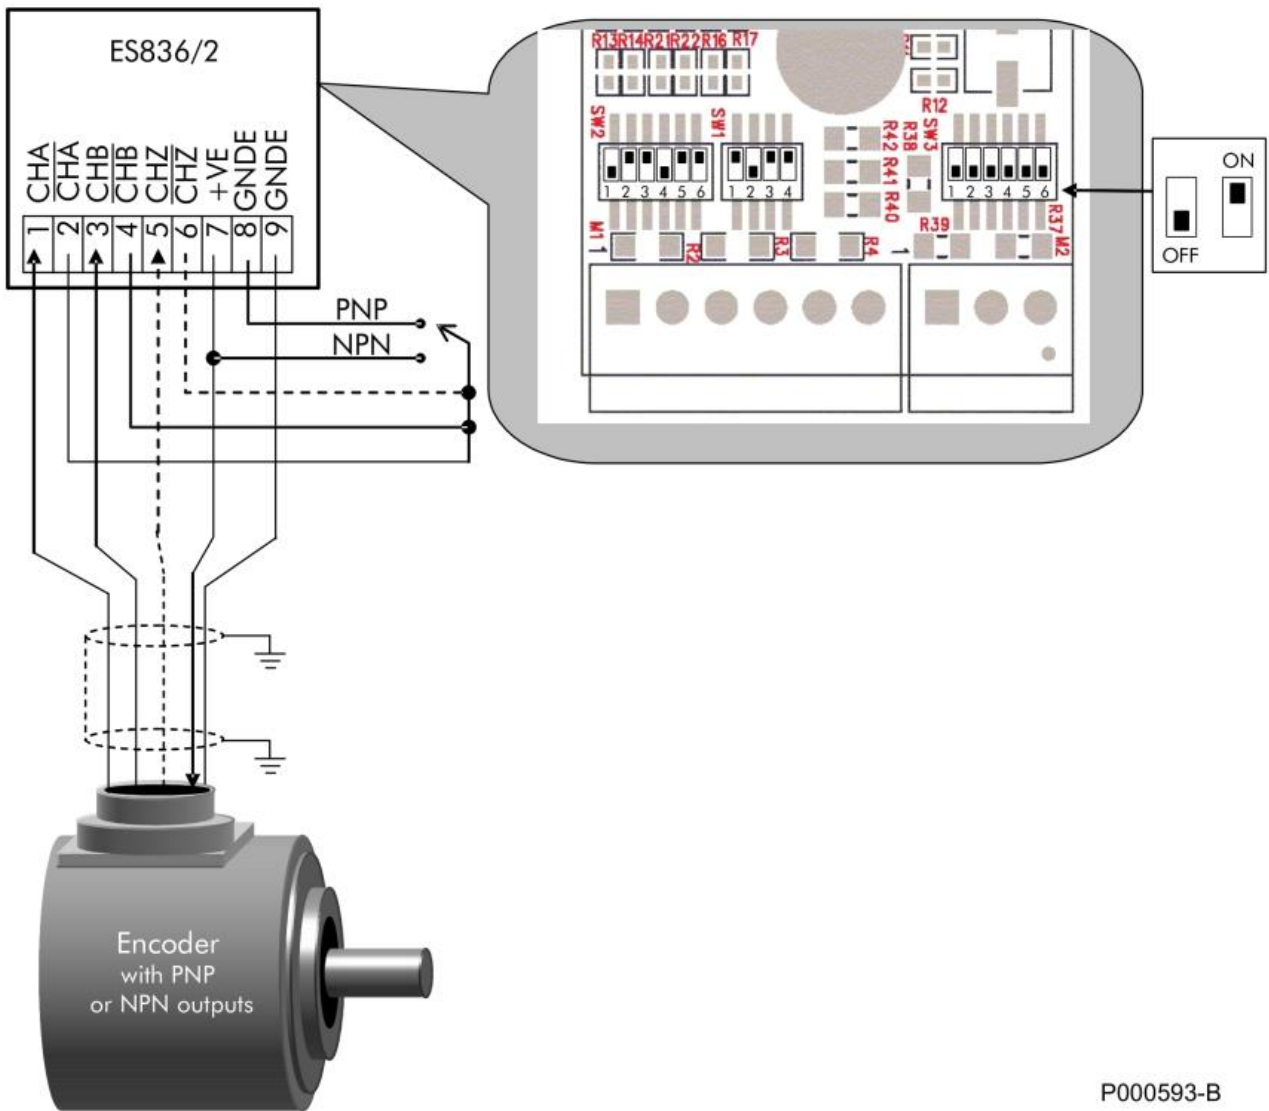 ES836/2
CHA
CHA
CHB
CHB
CHZ
CHZ
+VE
GNDE
GNDE
1 2 3 4 5 6 7 8 9
PNP
NPN
R13 R14 R21 R22 R16 R17
R12
SW2
SW1
R42
R38
SW3
R41
R40
1 2 3 4 5 6
1 2 3 4
1 2 3 4 5 6
M1
1
R2
R3
R4
1
R39
R37
M2
ON
OFF
Encoder
with PNP
or NPN outputs
P000593-B